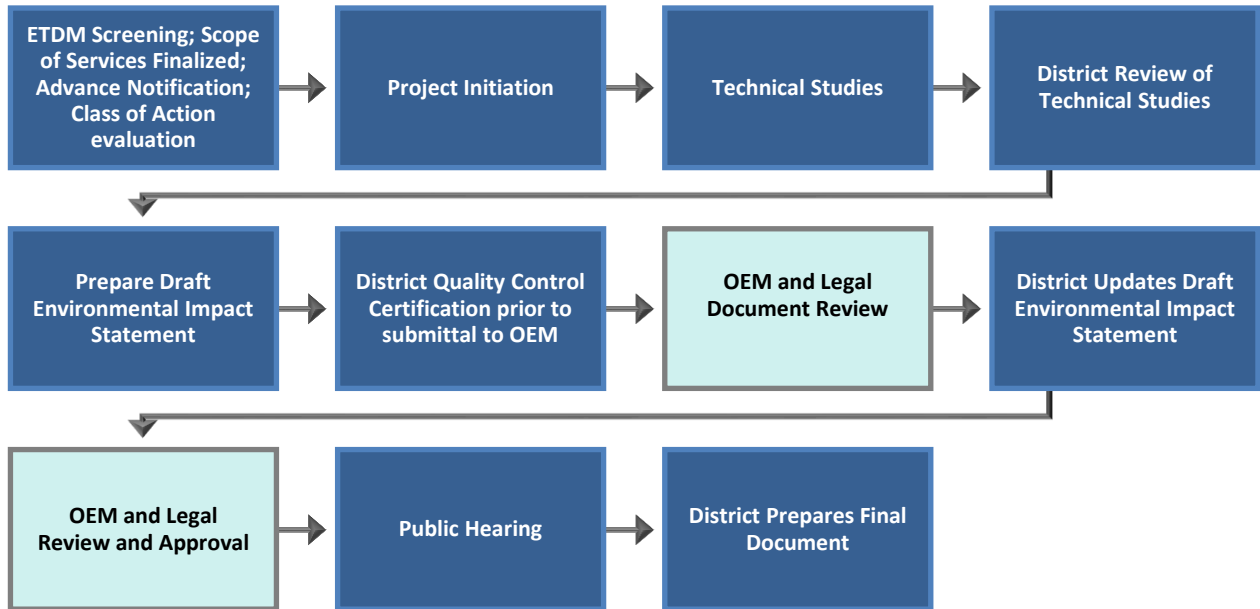 ETDM Screening; Scope
of Services Finalized;
Advance Notification;
Class of Action
evaluation
Project Initiation
Technical Studies
District Review of
Technical Studies
Prepare Draft
Environmental Impact
Statement
District Quality Control
Certification prior to
submittal to OEM
OEM and Legal
Document Review
District Updates Draft
Environmental Impact
Statement
OEM and Legal
Review and Approval
Public Hearing
District Prepares Final
Document